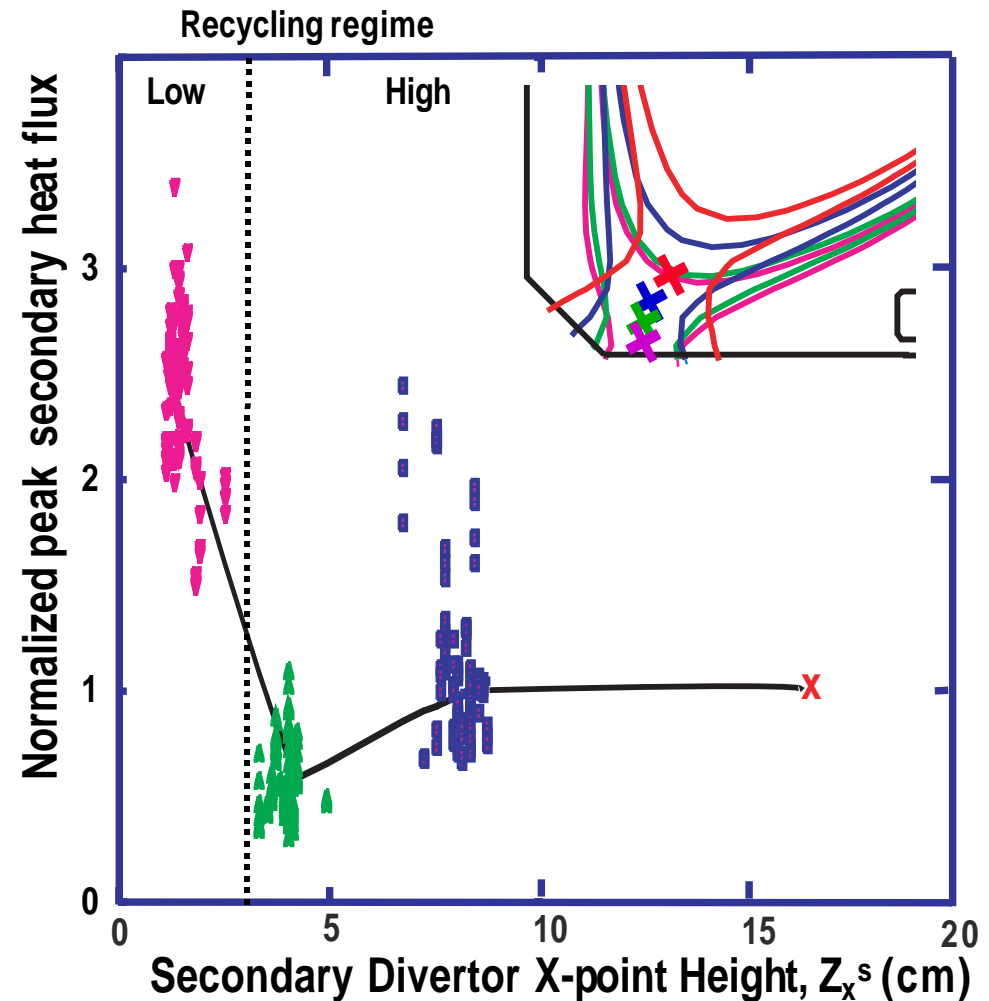 Recycling regime
Low
High
Normalized peak secondary heat flux
3
2
1
0
X
0
5
10
15
20
Secondary Divertor X-point Height, Zₓˢ (cm)